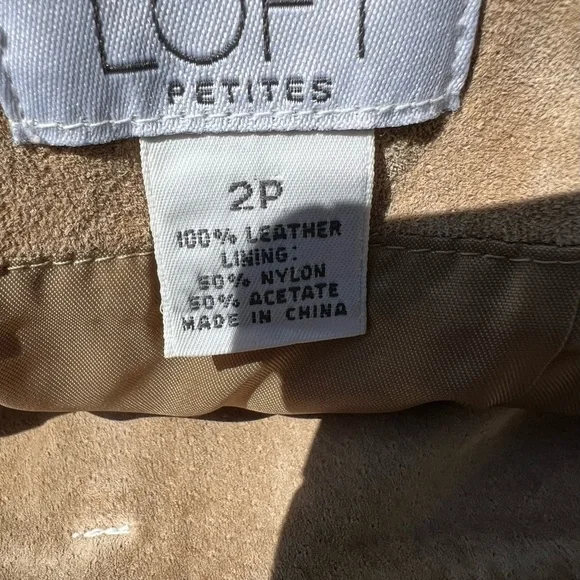 LOFT
PETITES
2P
100% LEATHER
LINING:
50% NYLON
50% ACETATE
MADE IN CHINA